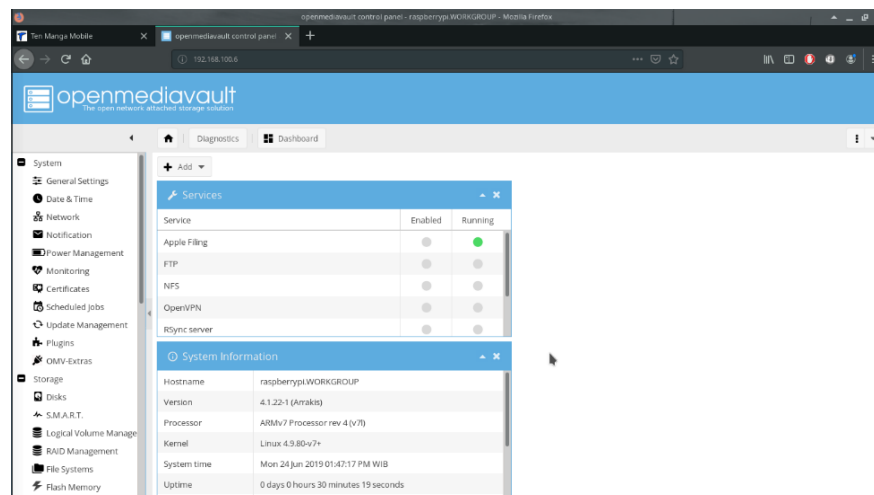 openmediavault control panel - raspberrypi.WORKGROUP - Mozilla Firefox
Ten Manga Mobile
openmediavault control panel
192.168.100.6
openmediavault
The open network attached storage solution
Diagnostics
Dashboard
Add
System
General Settings
Date & Time
Network
Notification
Power Management
Monitoring
Certificates
Scheduled Jobs
Update Management
Plugins
OMV-Extras
Storage
Disks
S.M.A.R.T.
Logical Volume Manage
RAID Management
File Systems
Flash Memory
Services
Service Enabled Running
Apple Filing
FTP
NFS
OpenVPN
RSync server
System Information
Hostname raspberrypi.WORKGROUP
Version 4.1.22-1 (Arrakis)
Processor ARMv7 Processor rev 4 (v7l)
Kernel Linux 4.9.80-v7+
System time Mon 24 Jun 2019 01:47:17 PM WIB
Uptime 0 days 0 hours 30 minutes 19 seconds